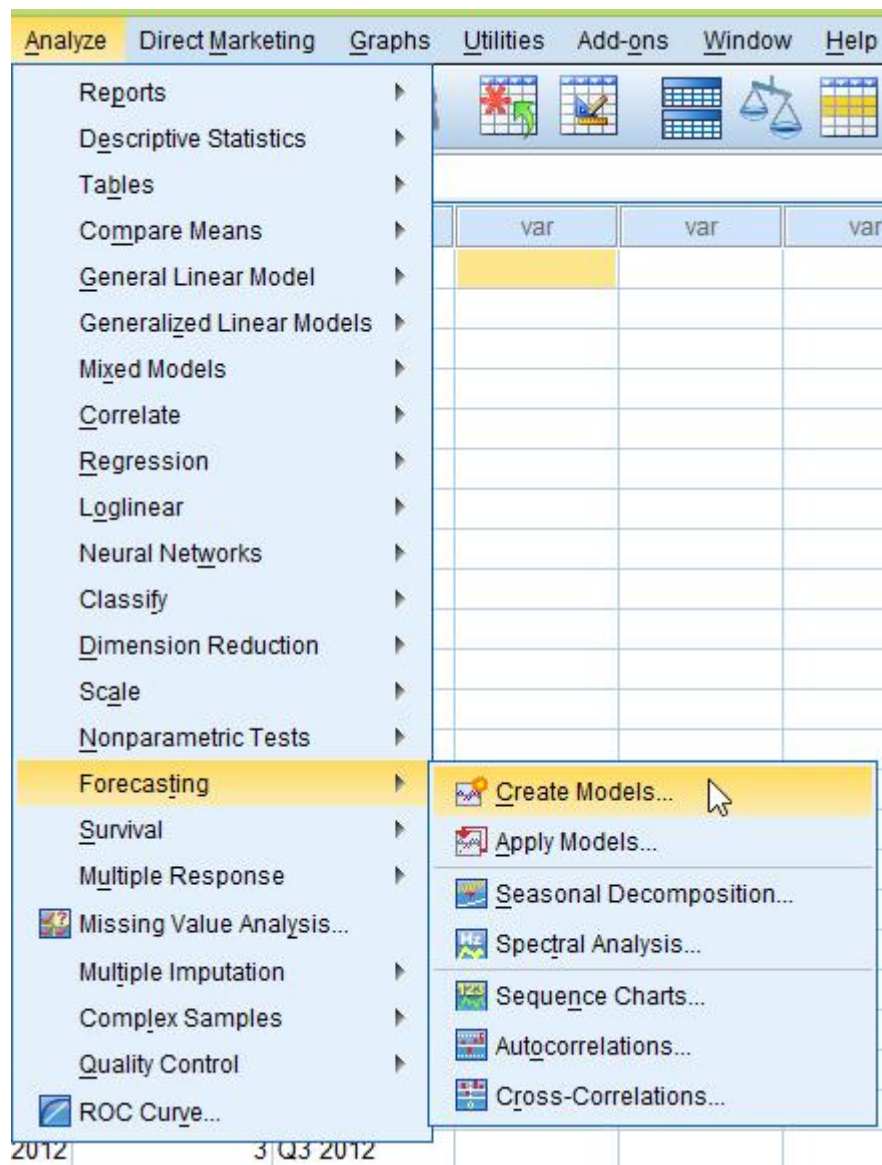 Analyze Direct Marketing Graphs Utilities Add-ons Window Help
Reports
Descriptive Statistics
Tables
Compare Means
General Linear Model
Generalized Linear Models
Mixed Models
Correlate
Regression
Loglinear
Neural Networks
Classify
Dimension Reduction
Scale
Nonparametric Tests
Forecasting
Survival
Multiple Response
Missing Value Analysis...
Multiple Imputation
Complex Samples
Quality Control
ROC Curve...
var var var
Create Models...
Apply Models...
Seasonal Decomposition...
Spectral Analysis...
Sequence Charts...
Autocorrelations...
Cross-Correlations...
2012 3 Q3 2012